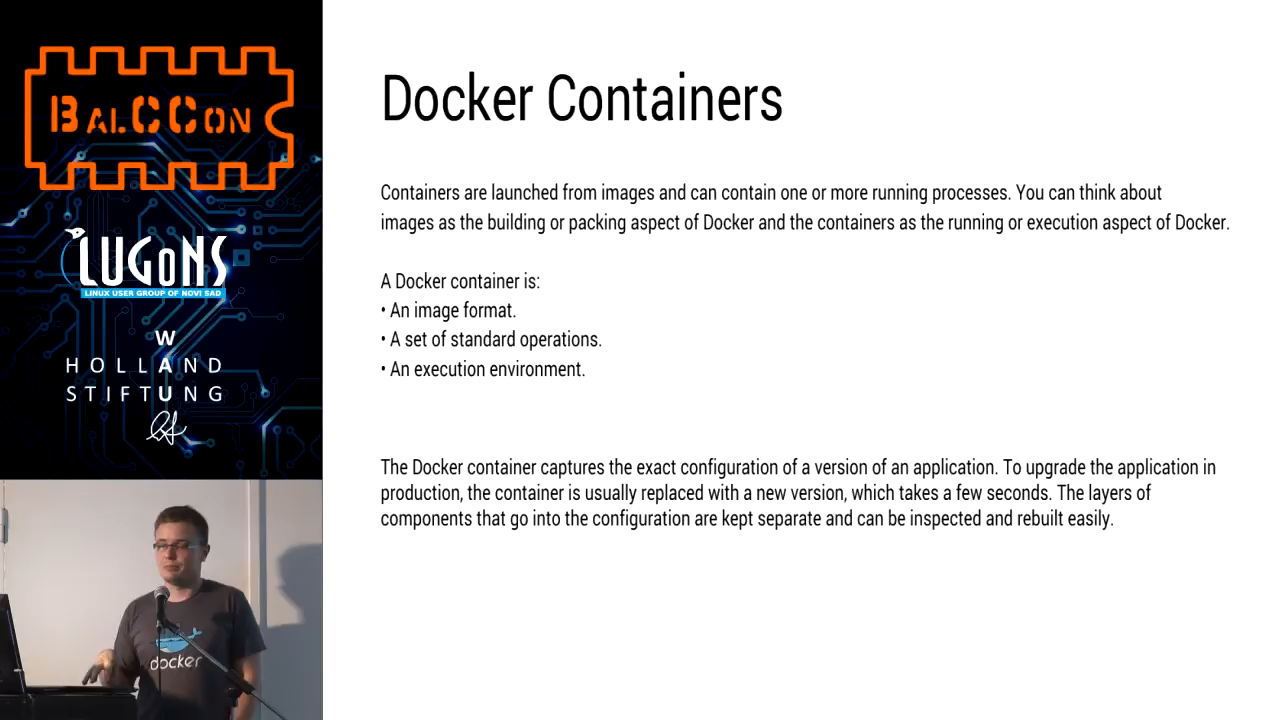 BALCCON
LUGONS
LINUX USER GROUP OF NOVI SAD
W
HOLLAND
STIFTUNG
Docker Containers
Containers are launched from images and can contain one or more running processes. You can think about
images as the building or packing aspect of Docker and the containers as the running or execution aspect of Docker.
A Docker container is:
• An image format.
• A set of standard operations.
• An execution environment.
The Docker container captures the exact configuration of a version of an application. To upgrade the application in
production, the container is usually replaced with a new version, which takes a few seconds. The layers of
components that go into the configuration are kept separate and can be inspected and rebuilt easily.
docker